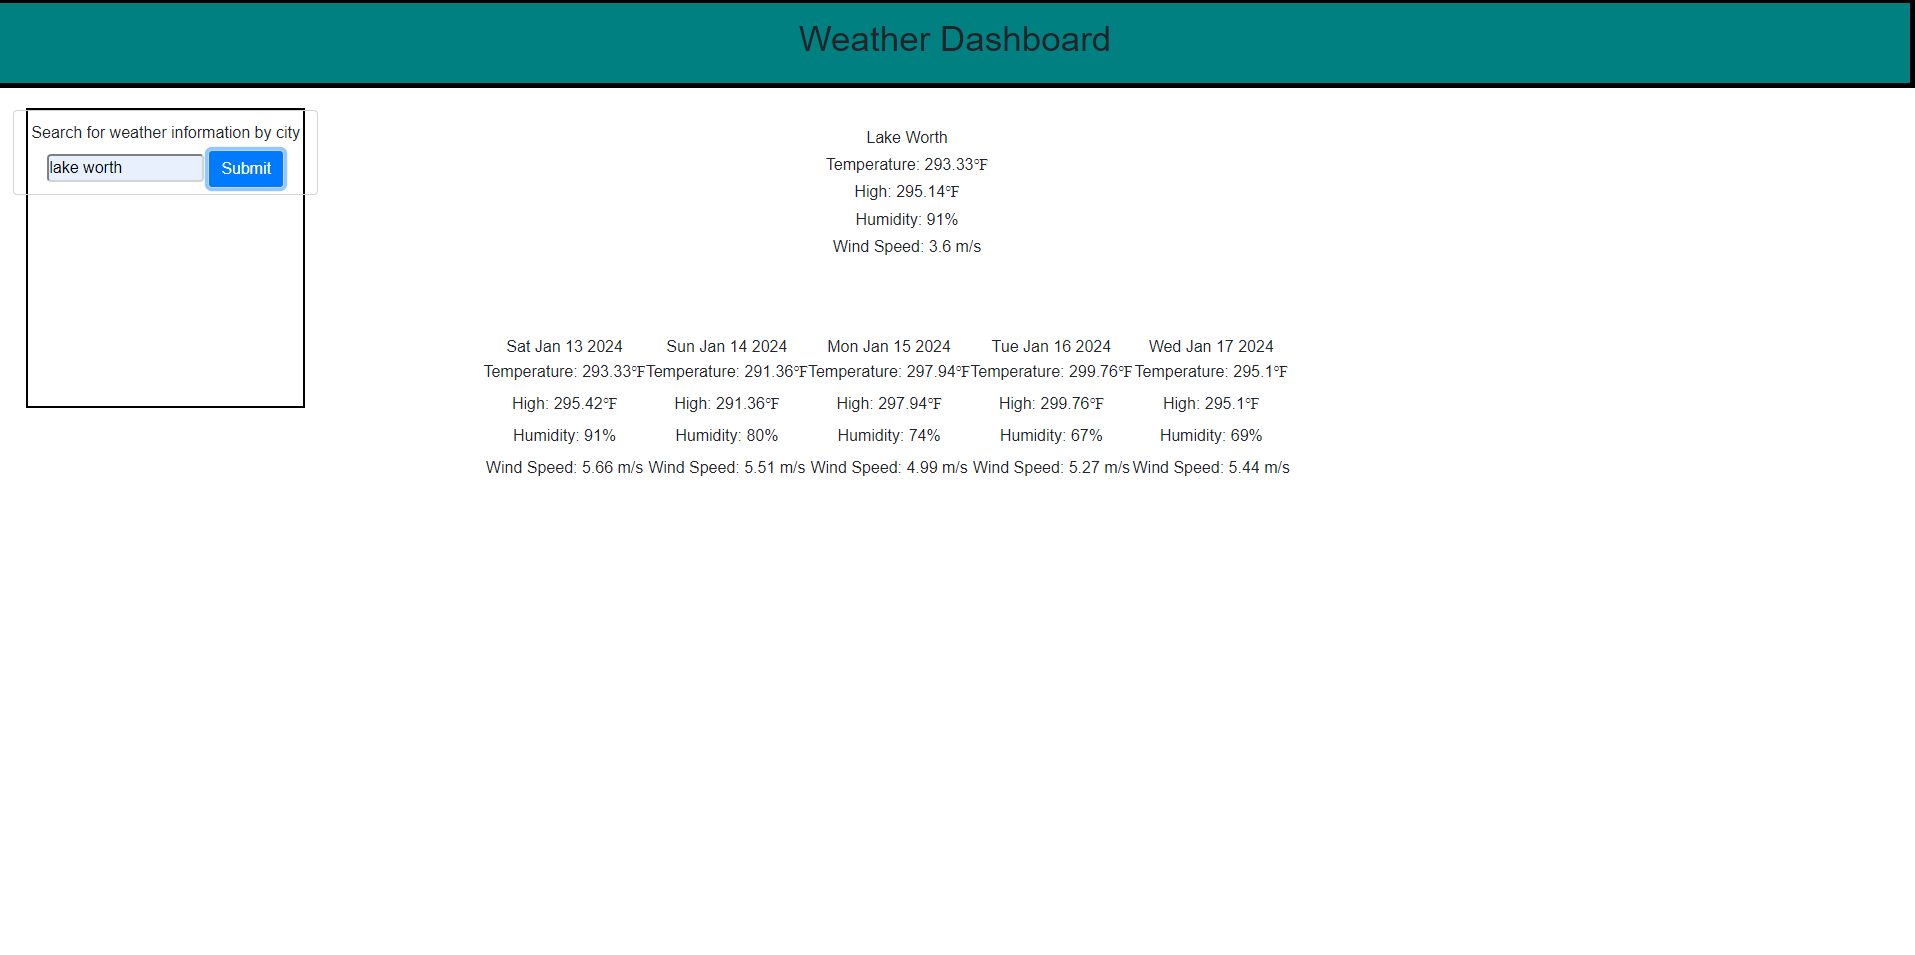 Weather Dashboard
Search for weather information by city
lake worth Submit
Lake Worth
Temperature: 293.33℉
High: 295.14℉
Humidity: 91%
Wind Speed: 3.6 m/s
Sat Jan 13 2024 Sun Jan 14 2024 Mon Jan 15 2024 Tue Jan 16 2024 Wed Jan 17 2024
Temperature: 293.33℉ Temperature: 291.36℉ Temperature: 297.94℉ Temperature: 299.76℉ Temperature: 295.1℉
High: 295.42℉ High: 291.36℉ High: 297.94℉ High: 299.76℉ High: 295.1℉
Humidity: 91% Humidity: 80% Humidity: 74% Humidity: 67% Humidity: 69%
Wind Speed: 5.66 m/s Wind Speed: 5.51 m/s Wind Speed: 4.99 m/s Wind Speed: 5.27 m/s Wind Speed: 5.44 m/s